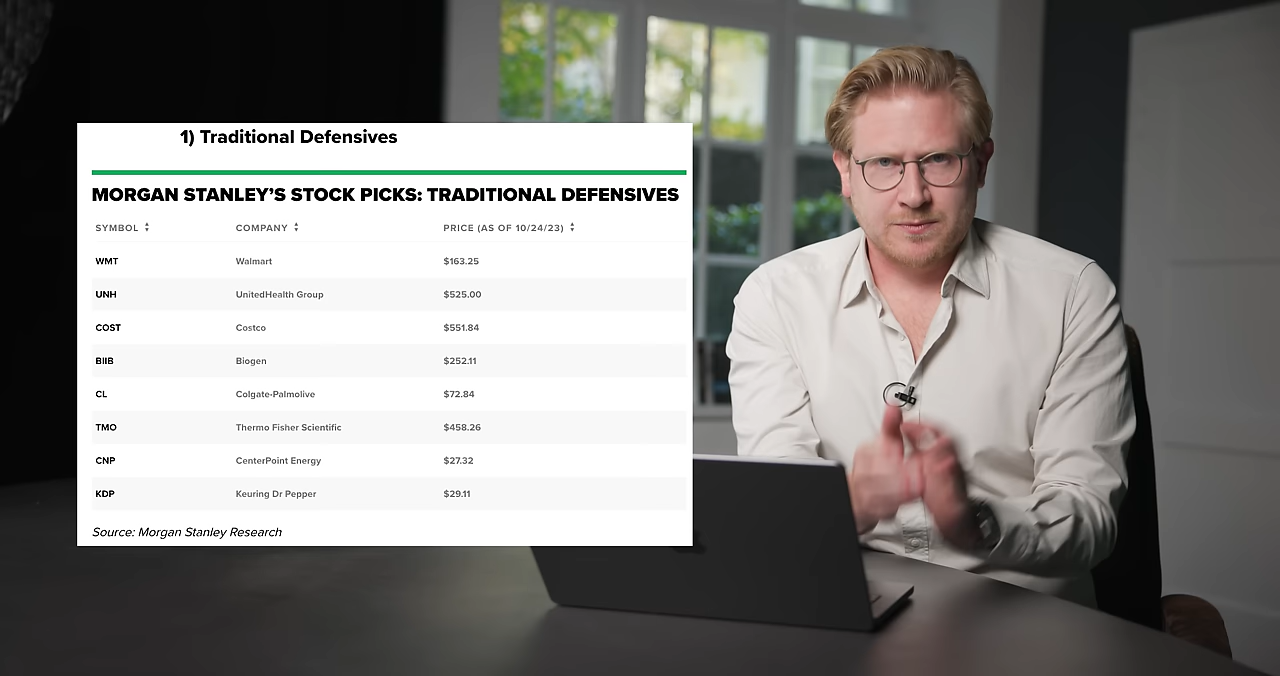 1) Traditional Defensives
MORGAN STANLEY’S STOCK PICKS: TRADITIONAL DEFENSIVES
SYMBOL COMPANY PRICE (AS OF 10/24/23)
WMT Walmart $163.25
UNH UnitedHealth Group $525.00
COST Costco $551.84
BIIB Biogen $252.11
CL Colgate-Palmolive $72.84
TMO Thermo Fisher Scientific $458.26
CNP CenterPoint Energy $27.32
KDP Keuring Dr Pepper $29.11
Source: Morgan Stanley Research